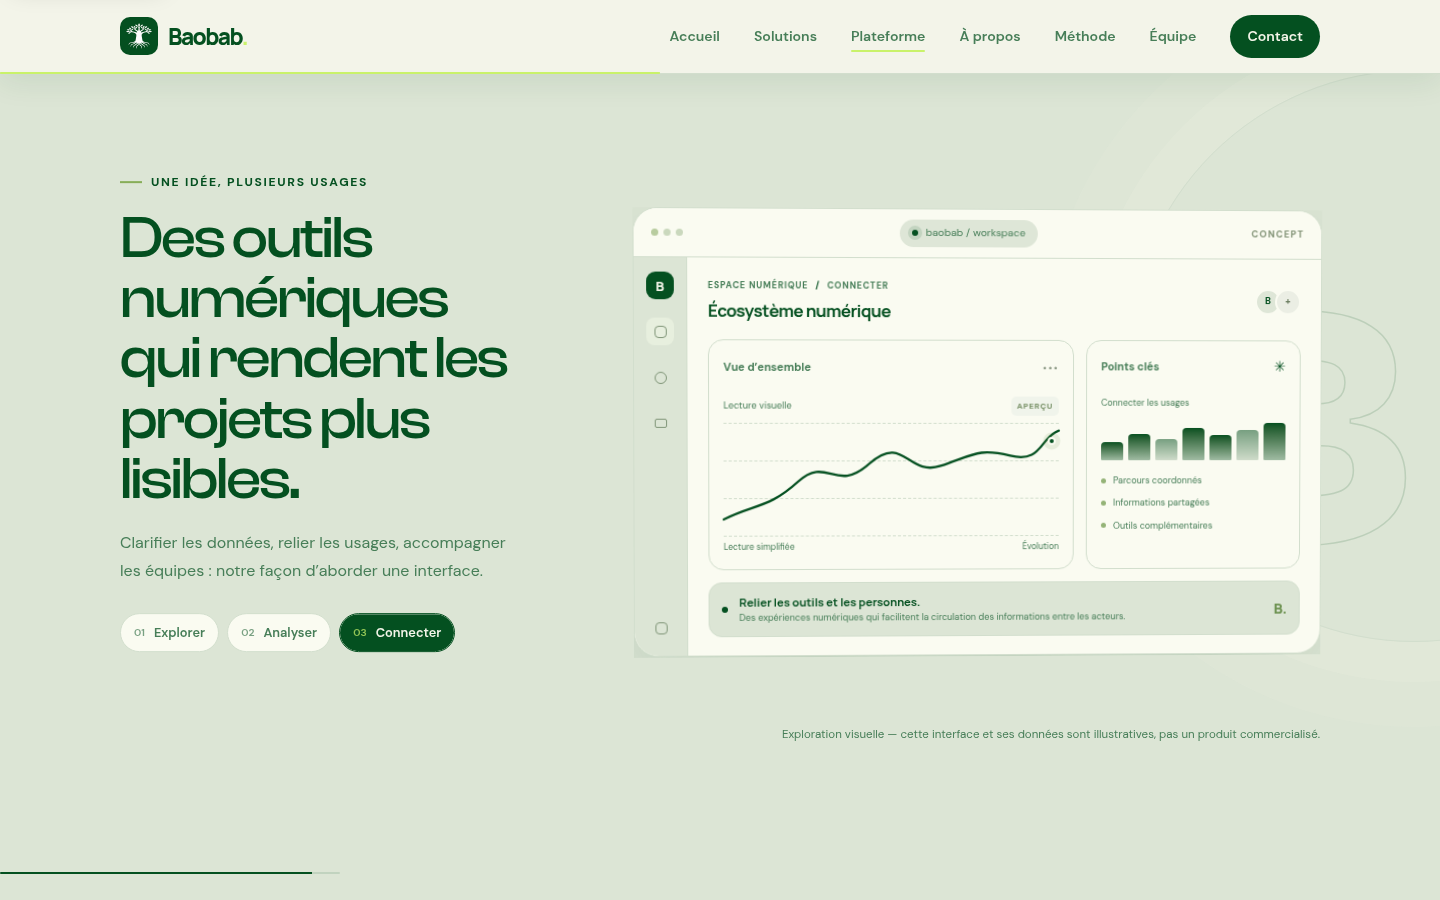 Baobab.
Accueil
Solutions
Plateforme
À propos
Méthode
Équipe
Contact
UNE IDÉE, PLUSIEURS USAGES
Des outils
numériques
qui rendent les
projets plus
lisibles.
Clarifier les données, relier les usages, accompagner
les équipes : notre façon d’aborder une interface.
01 Explorer
02 Analyser
03 Connecter
baobab / workspace
CONCEPT
B
ESPACE NUMÉRIQUE / CONNECTER
Écosystème numérique
B +
Vue d’ensemble
Lecture visuelle
APERÇU
Lecture simplifiée
Évolution
Points clés
Connecter les usages
Parcours coordonnés
Informations partagées
Outils complémentaires
Relier les outils et les personnes.
Des expériences numériques qui facilitent la circulation des informations entre les acteurs.
B.
B
Exploration visuelle — cette interface et ses données sont illustratives, pas un produit commercialisé.